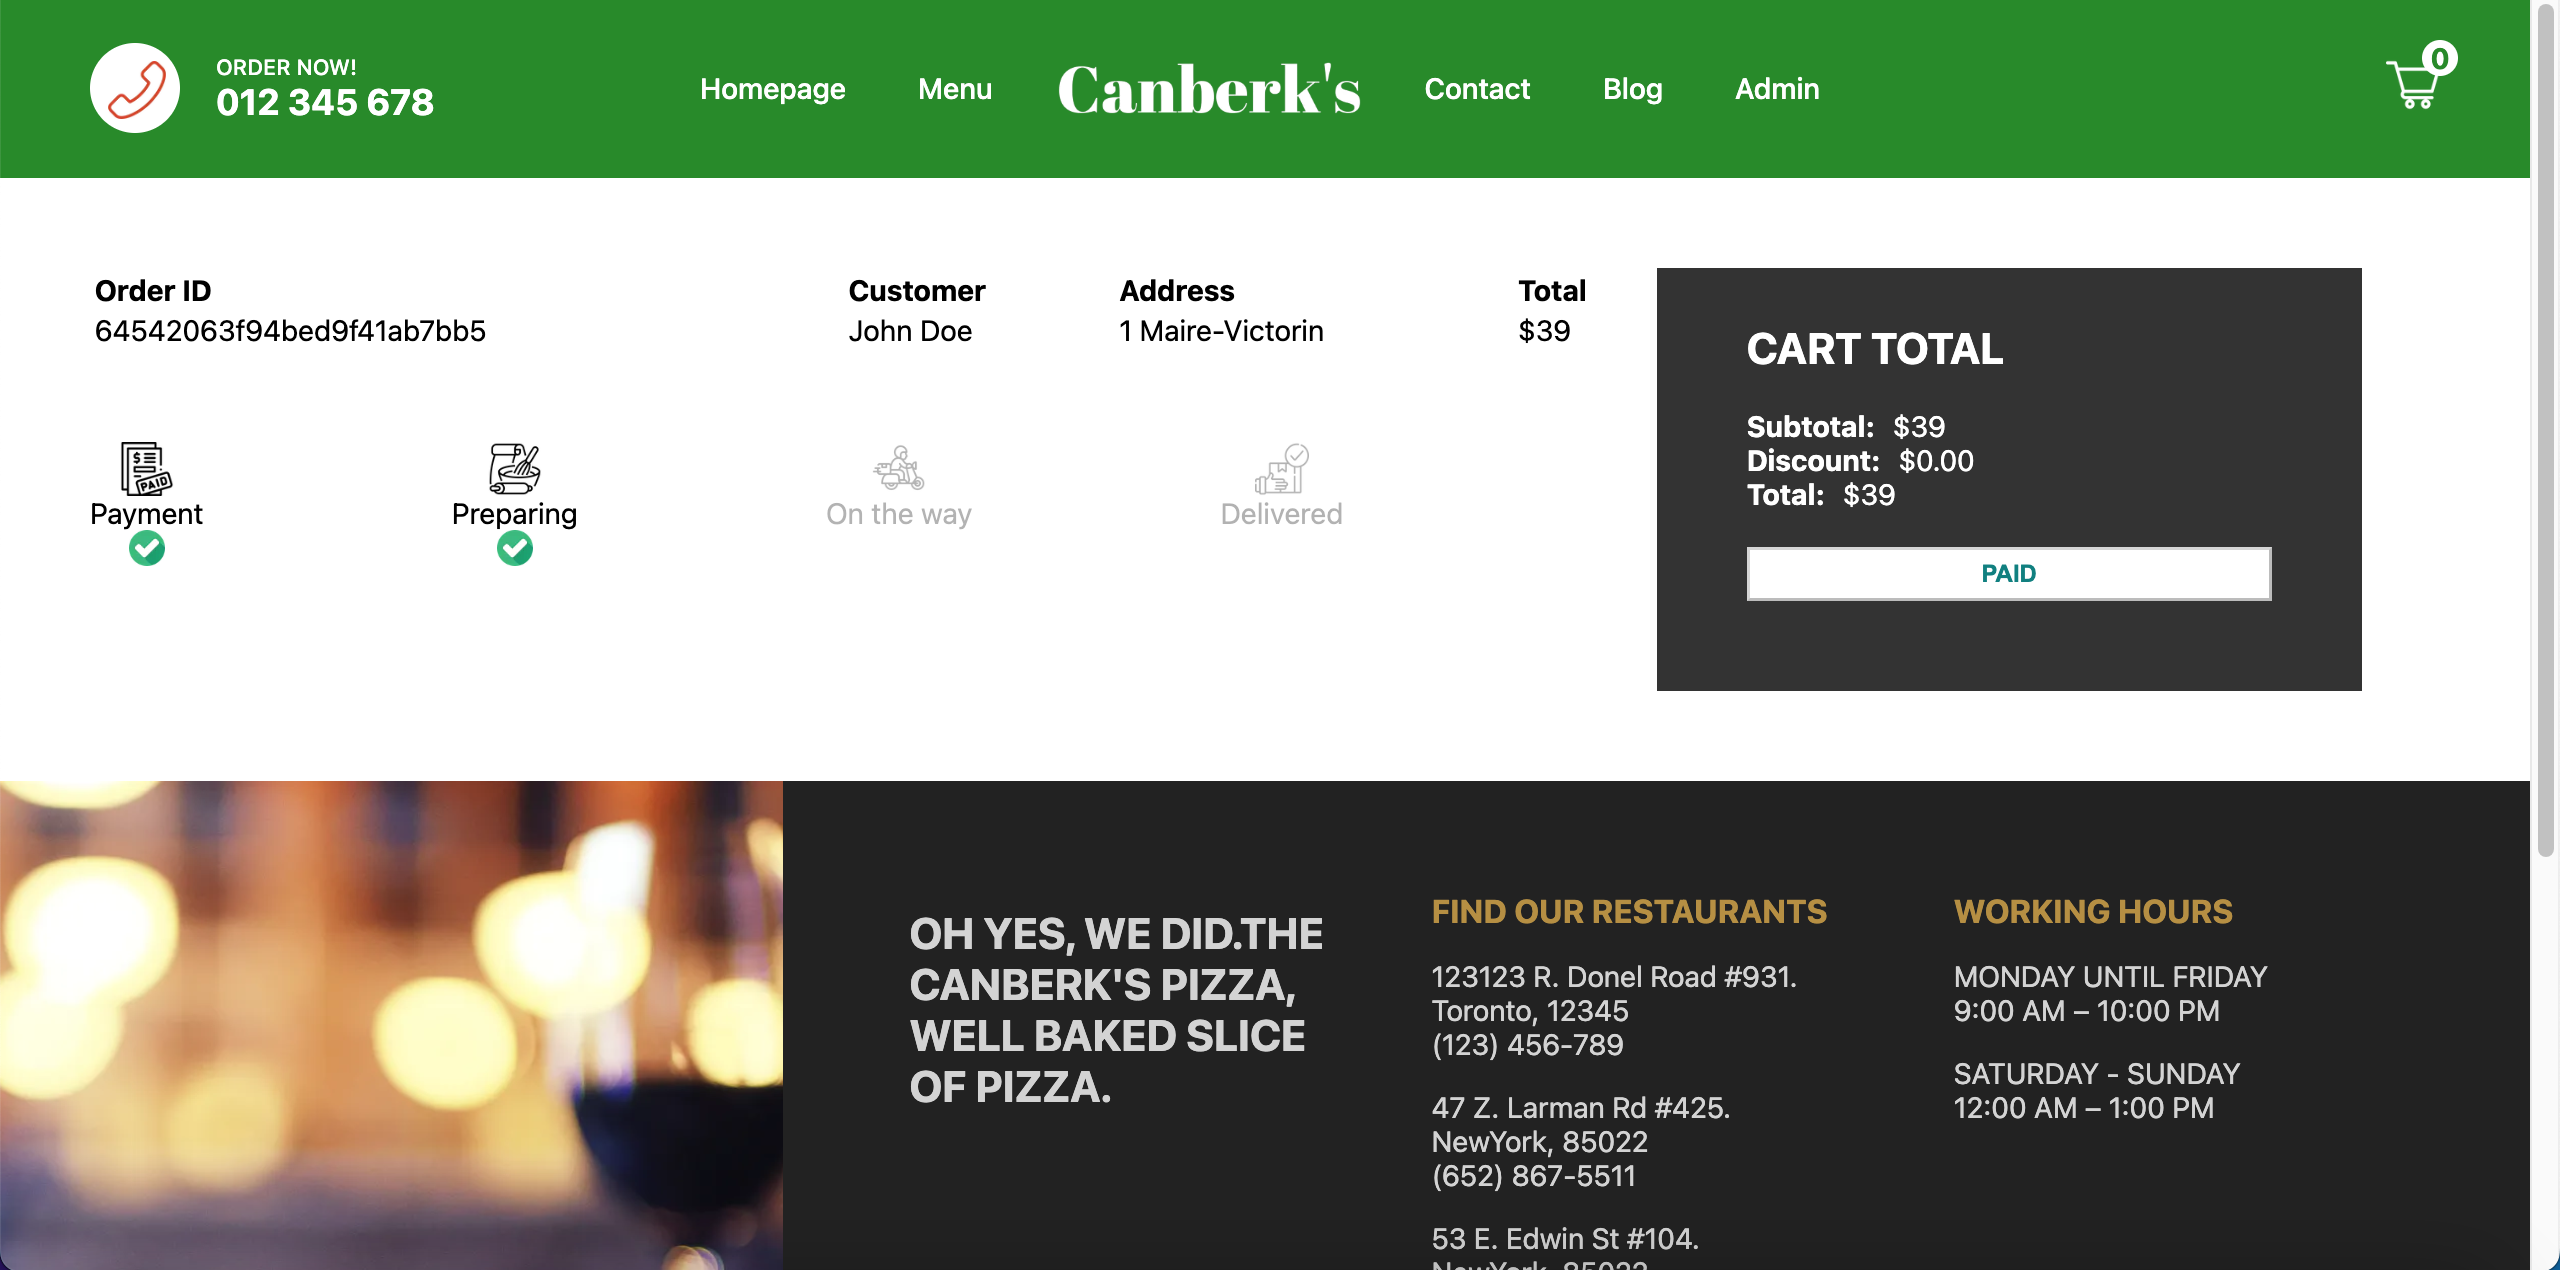 ORDER NOW!
012 345 678
Homepage
Menu
Canberk's
Contact
Blog
Admin
0
Order ID
64542063f94bed9f41ab7bb5
Customer
John Doe
Address
1 Maire-Victorin
Total
$39
PAID
Payment
Preparing
On the way
Delivered
CART TOTAL
Subtotal: $39
Discount: $0.00
Total: $39
PAID
OH YES, WE DID.THE
CANBERK'S PIZZA,
WELL BAKED SLICE
OF PIZZA.
FIND OUR RESTAURANTS
123123 R. Donel Road #931.
Toronto, 12345
(123) 456-789
47 Z. Larman Rd #425.
NewYork, 85022
(652) 867-5511
53 E. Edwin St #104.
NewYork, 85022
WORKING HOURS
MONDAY UNTIL FRIDAY
9:00 AM – 10:00 PM
SATURDAY - SUNDAY
12:00 AM – 1:00 PM